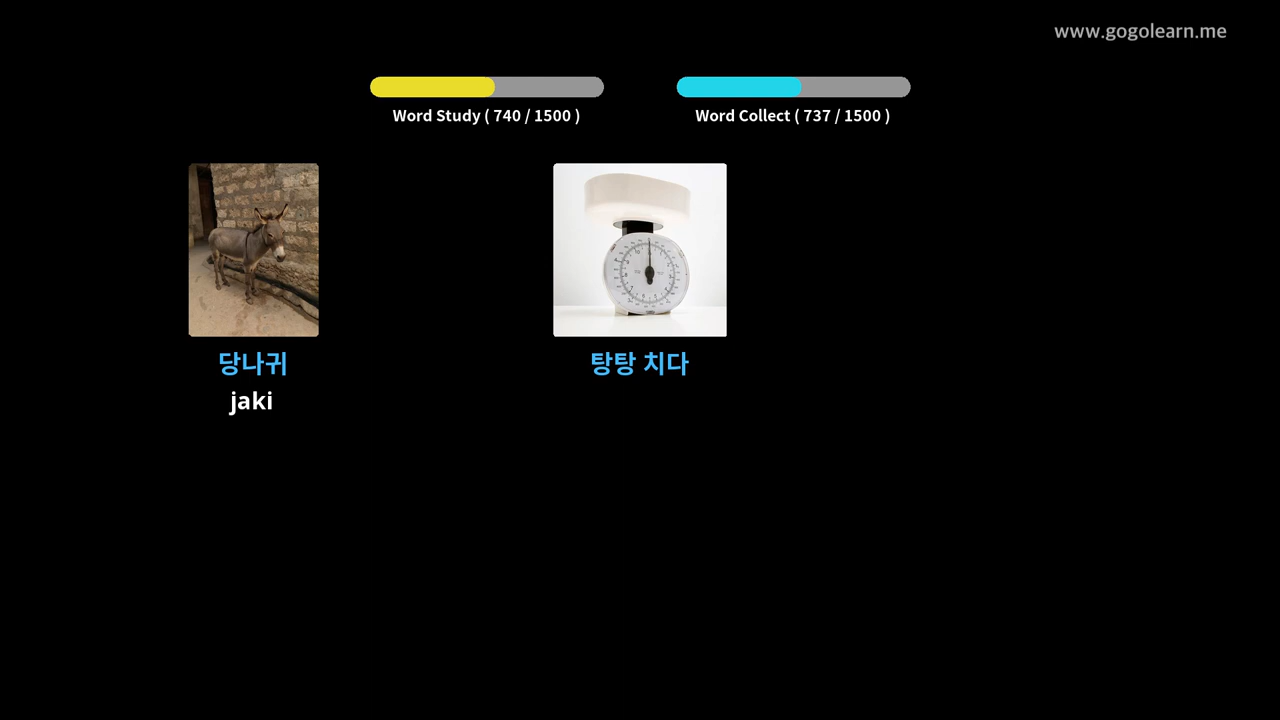 www.gogolearn.me
Word Study ( 740 / 1500 )
Word Collect ( 737 / 1500 )
당나귀
jaki
탕탕 치다